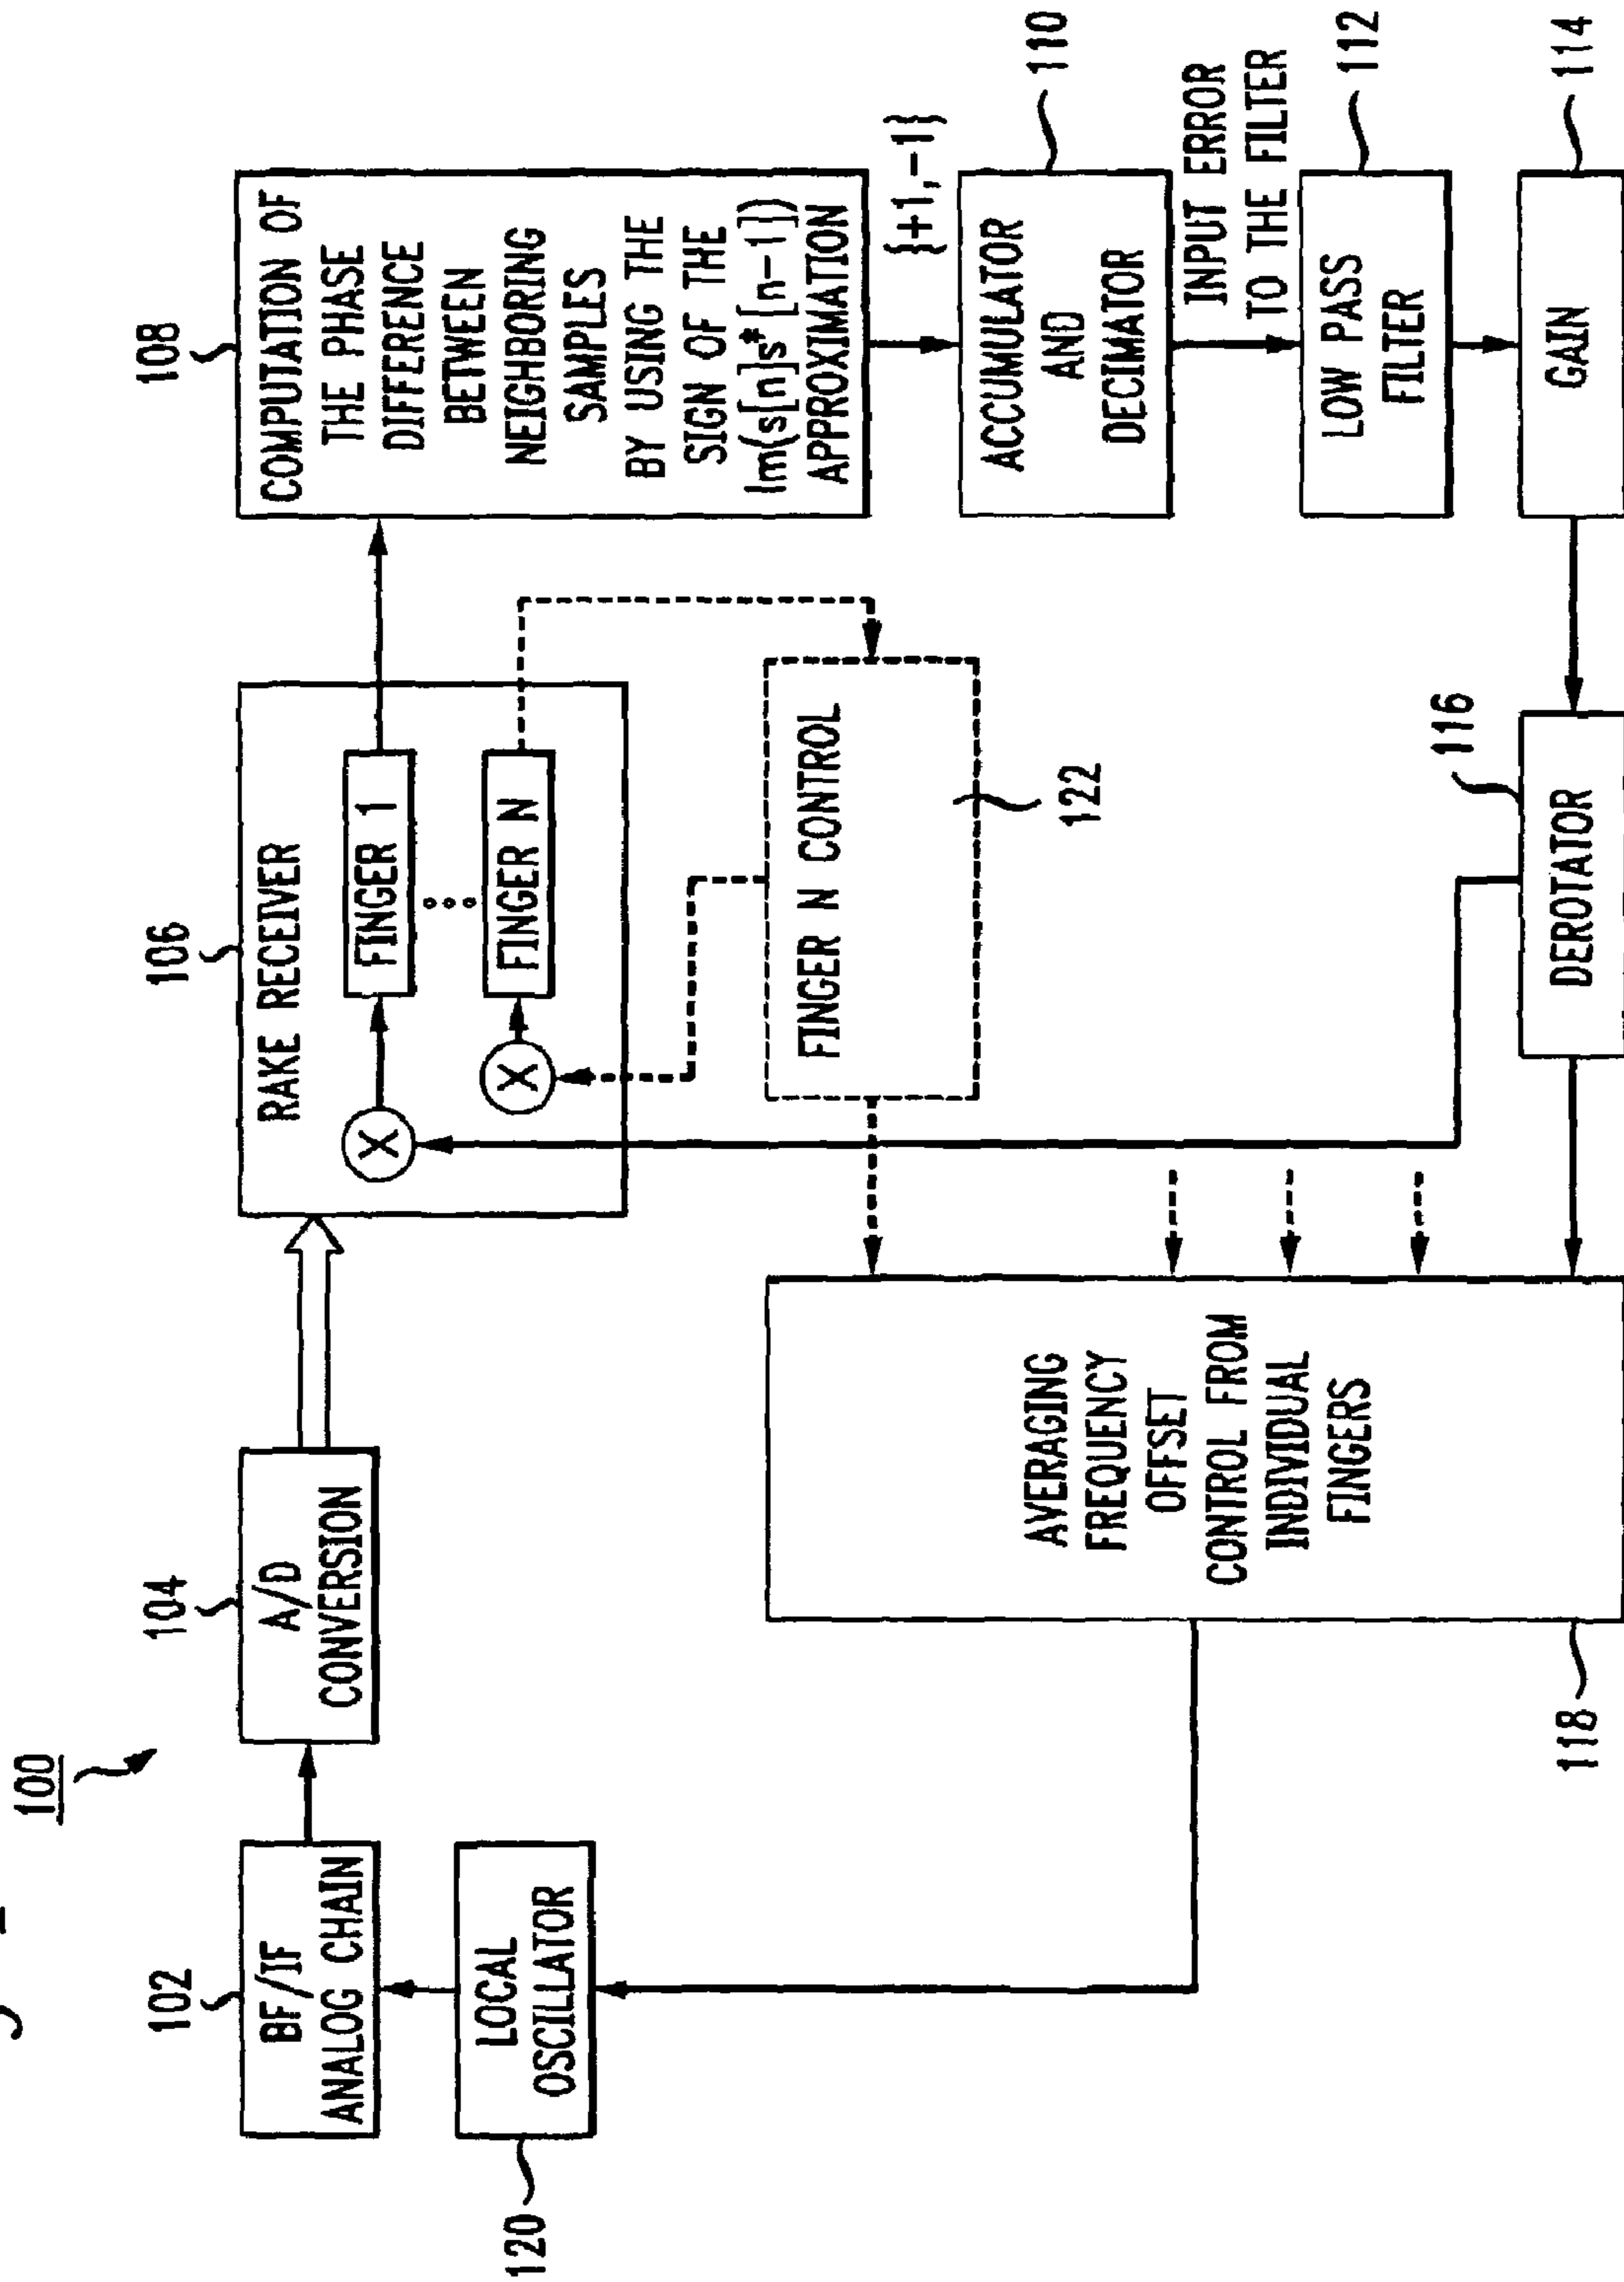 100
102
BF/IF
ANALOG CHAIN
104
A/D
CONVERSION
106
RAKE RECEIVER
X
FINGER 1
X
FINGER N
108
COMPUTATION OF
THE PHASE
DIFFERENCE
BETWEEN
NEIGHBORING
SAMPLES
BY USING THE
SIGN OF THE
Im(s[n]s*[n-1])
APPROXIMATION
{+1,-1}
120
LOCAL
OSCILLATOR
FINGER N CONTROL
122
ACCUMULATOR
AND
DECIMATOR
110
INPUT ERROR
TO THE FILTER
AVERAGING
FREQUENCY
OFFSET
CONTROL FROM
INDIVIDUAL
FINGERS
118
LOW PASS
FILTER
112
116
DEROTATOR
GAIN
114